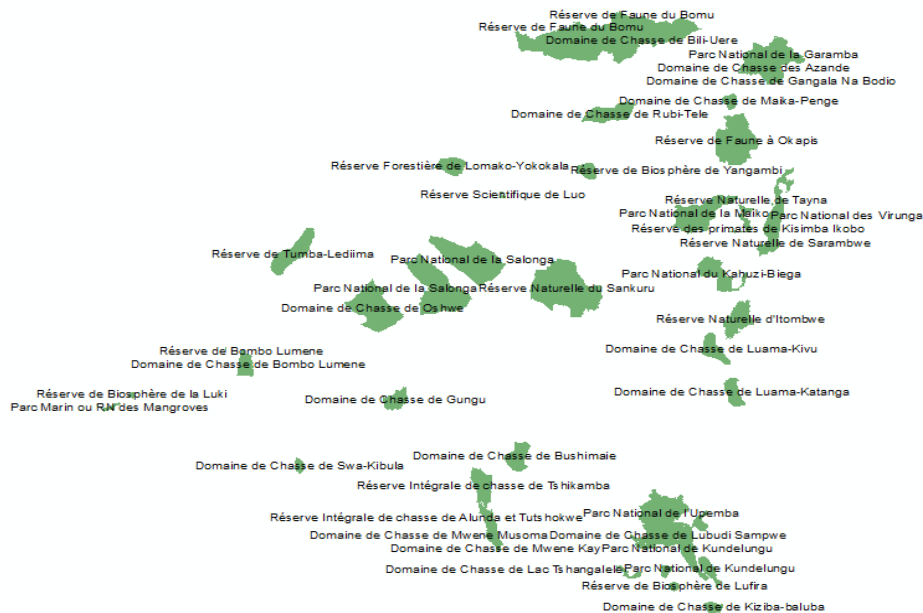 Réserve de Faune du Bomu
Réserve de Faune du Bomu
Domaine de Chasse de Bili-Uere
Parc National de la Garamba
Domaine de Chasse des Azande
Domaine de Chasse de Gangala Na Bodio
Domaine de Chasse de Maika-Penge
Domaine de Chasse de Rubi-Tele
Réserve de Faune à Okapis
Réserve Forestière de Lomako-Yokokala
Réserve de Biosphère de Yangambi
Réserve Scientifique de Luo
Réserve Naturelle de Tayna
Parc National de la Maiko
Parc National des Virunga
Réserve des primates de Kisimba Ikobo
Réserve Naturelle de Sarambwe
Réserve de Tumba-Lediima
Parc National de la Salonga
Parc National du Kahuzi-Biega
Parc National de la Salonga
Réserve Naturelle du Sankuru
Domaine de Chasse de Oshwe
Réserve Naturelle d'Itombwe
Réserve de Bombo Lumene
Domaine de Chasse de Luama-Kivu
Domaine de Chasse de Bombo Lumene
Réserve de Biosphère de la Luki
Domaine de Chasse de Luama-Katanga
Domaine de Chasse de Gungu
Parc Marin ou RN des Mangroves
Domaine de Chasse de Bushimaie
Domaine de Chasse de Swa-Kibula
Réserve Intégrale de chasse de Tshikamba
Parc National de l'Upemba
Réserve Intégrale de chasse de Alunda et Tutshokwe
Domaine de Chasse de Mwene Musoma
Domaine de Chasse de Lubudi Sampwe
Domaine de Chasse de Mwene Kay
Parc National de Kundelungu
Domaine de Chasse de Lac Tshangalele
Parc National de Kundelungu
Réserve de Biosphère de Lufira
Domaine de Chasse de Kiziba-baluba